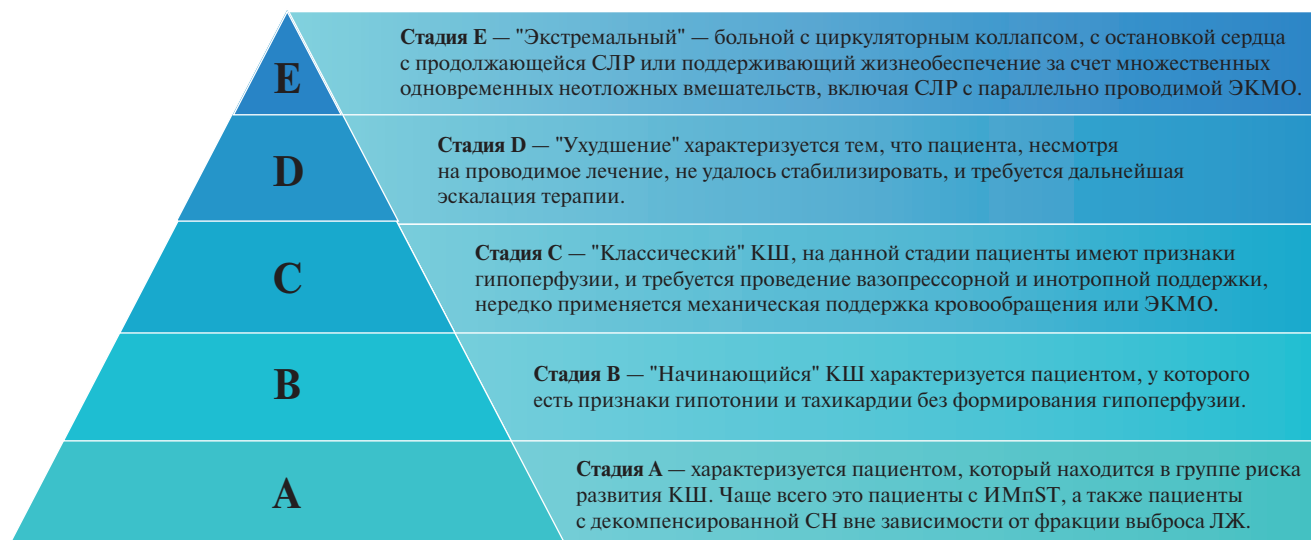 E
Стадия E — "Экстремальный" — больной с циркуляторным коллапсом, с остановкой сердца
с продолжающейся СЛР или поддерживающий жизнеобеспечение за счет множественных
одновременных неотложных вмешательств, включая СЛР с параллельно проводимой ЭКМО.
D
Стадия D — "Ухудшение" характеризуется тем, что пациента, несмотря
на проводимое лечение, не удалось стабилизировать, и требуется дальнейшая
эскалация терапии.
C
Стадия C — "Классический" КШ, на данной стадии пациенты имеют признаки
гипоперфузии, и требуется проведение вазопрессорной и инотропной поддержки,
нередко применяется механическая поддержка кровообращения или ЭКМО.
B
Стадия B — "Начинающийся" КШ характеризуется пациентом, у которого
есть признаки гипотонии и тахикардии без формирования гипоперфузии.
A
Стадия A — характеризуется пациентом, который находится в группе риска
развития КШ. Чаще всего это пациенты с ИМпST, а также пациенты
с декомпенсированной СН вне зависимости от фракции выброса ЛЖ.